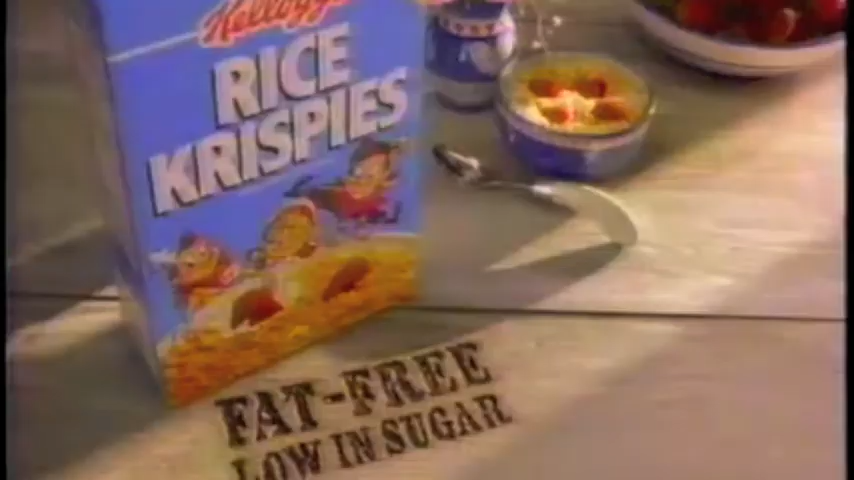 Kellogg's
RICE
KRISPIES
FAT-FREE
LOW IN SUGAR